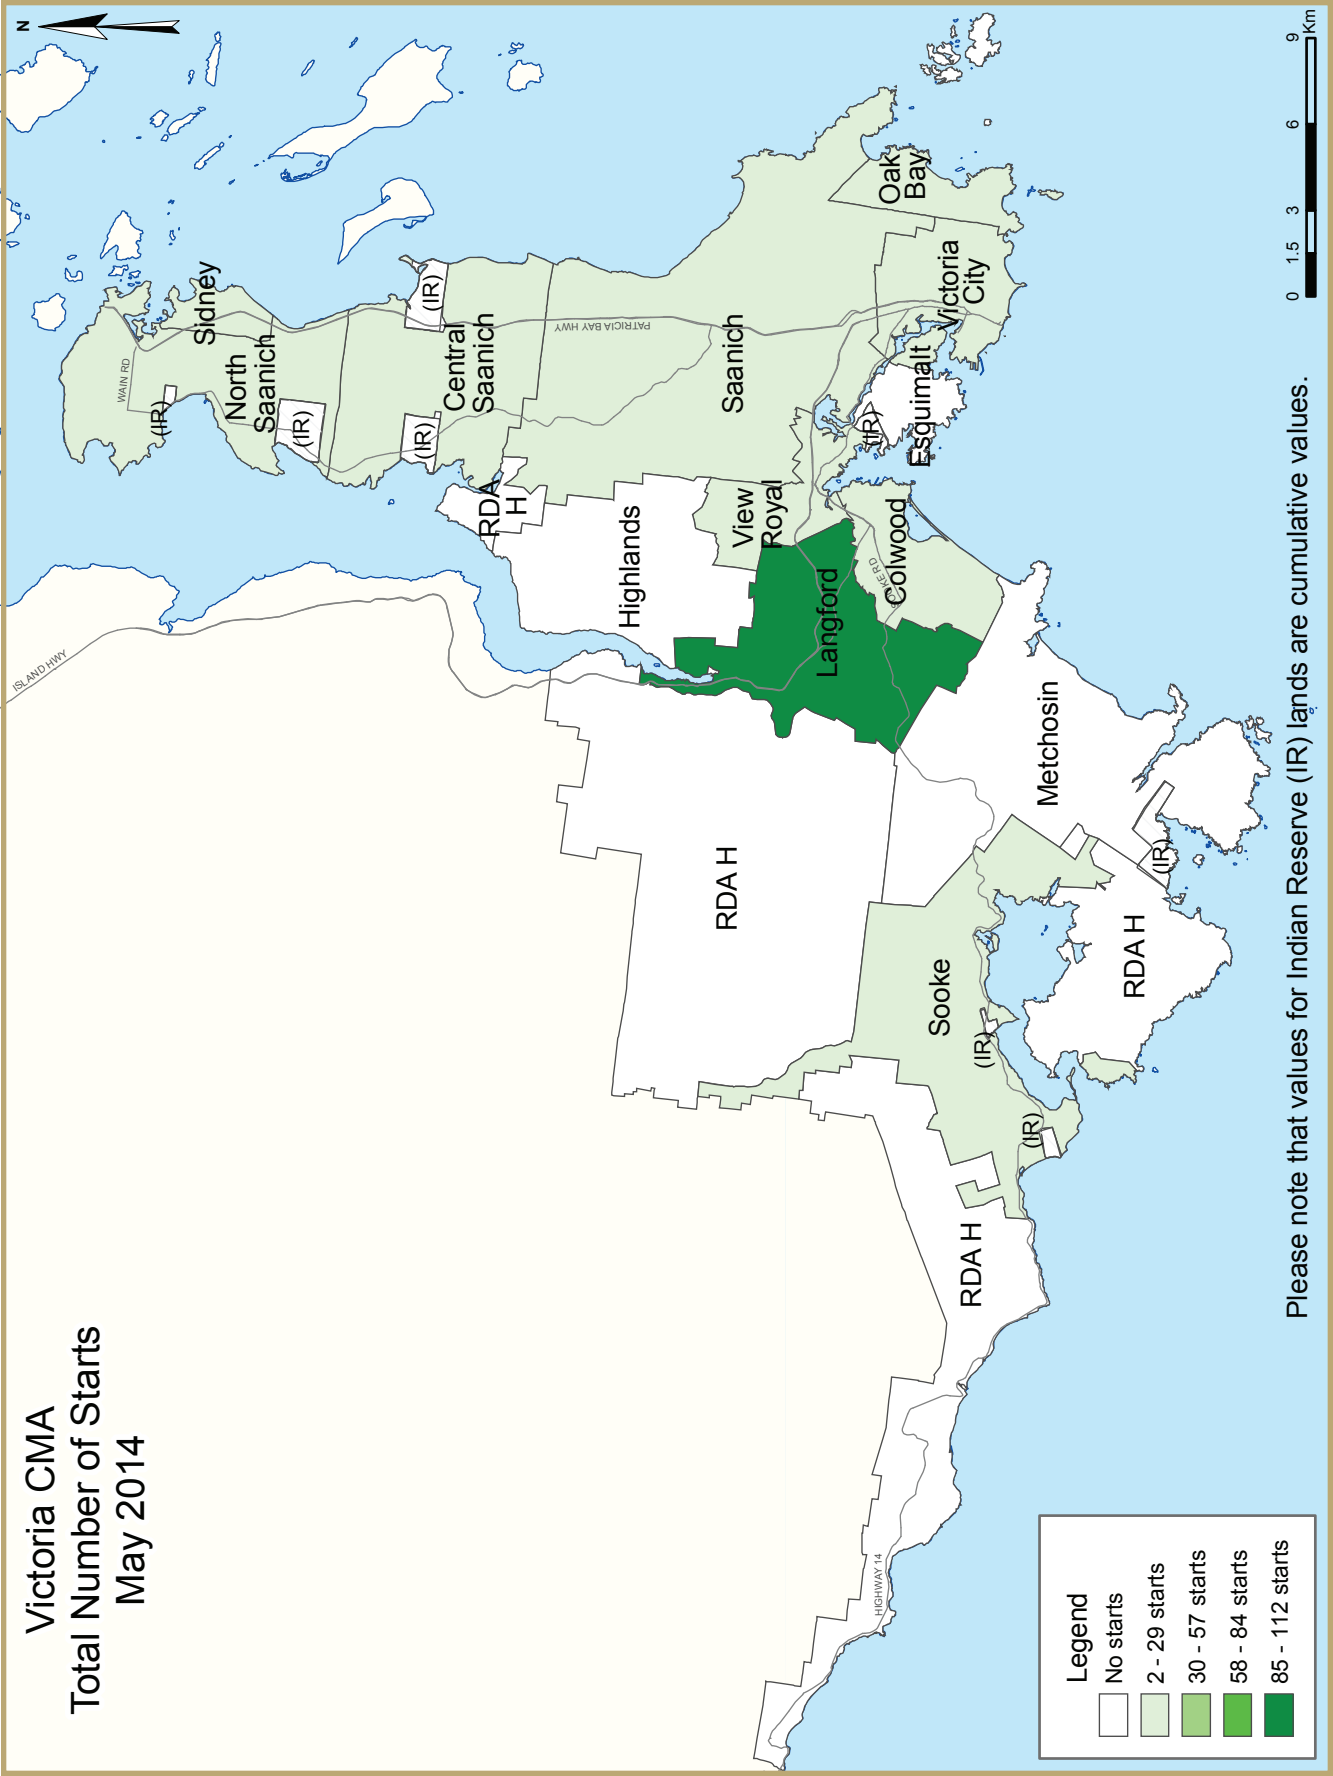 Victoria CMA
Total Number of Starts
May 2014
N
ISLAND HWY
WAIN RD
(IR)
Sidney
North
Saanich
(IR)
(IR)
(IR)
Central
Saanich
RDA
H
PATRICIA BAY HWY
Highlands
Saanich
View
Royal
Langford
SOOKE RD
Colwood
(IR)
Esquimalt
Victoria
City
Oak
Bay
RDA H
Metchosin
Sooke
(IR)
(IR)
(IR)
RDA H
RDA H
HIGHWAY 14
Legend
No starts
2 - 29 starts
30 - 57 starts
58 - 84 starts
85 - 112 starts
0 1.5 3 6 9 Km
Please note that values for Indian Reserve (IR) lands are cumulative values.